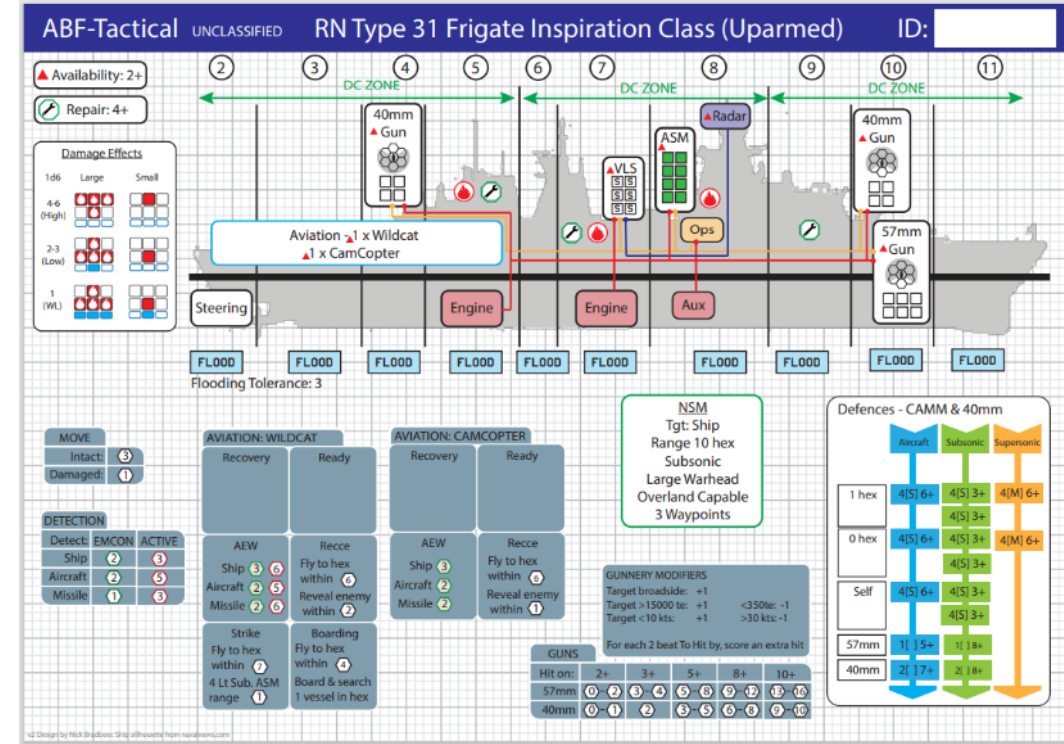 ABF-Tactical UNCLASSIFIED RN Type 31 Frigate Inspiration Class (Uparmed) ID:
Availability: 2+
Repair: 4+
2 3 4 5 6 7 8 9 10 11
DC ZONE DC ZONE DC ZONE
Damage Effects
1d6 Large Small
4-6
(High)
2-3
(Low)
1
(WL)
40mm
Gun
VLS
S S
S S
S S
ASM
Radar
Ops
40mm
Gun
57mm
Gun
Aviation - 1 x Wildcat
1 x CamCopter
Steering
Engine
Engine
Aux
FLOOD FLOOD FLOOD FLOOD FLOOD FLOOD FLOOD FLOOD FLOOD FLOOD
Flooding Tolerance: 3
MOVE
Intact: 3
Damaged: 1
DETECTION
Detect: EMCON ACTIVE
Ship 2 3
Aircraft 2 5
Missile 1 3
AVIATION: WILDCAT
Recovery Ready
AEW
Ship 3 6
Aircraft 2 5
Missile 2 6
Recce
Fly to hex
within 6
Reveal enemy
within 2
Strike
Fly to hex
within 7
4 Lt Sub. ASM
range 1
Boarding
Fly to hex
within 4
Board & search
1 vessel in hex
AVIATION: CAMCOPTER
Recovery Ready
AEW
Ship 3
Aircraft 2
Missile 2
Recce
Fly to hex
within 6
Reveal enemy
within 1
NSM
Tgt: Ship
Range 10 hex
Subsonic
Large Warhead
Overland Capable
3 Waypoints
GUNNERY MODIFIERS
Target broadside: +1
Target >15000 te: +1 <350te: -1
Target <10 kts: +1 >30 kts: -1
For each 2 beat To Hit by, score an extra hit
GUNS
Hit on: 2+ 3+ 5+ 8+ 10+
57mm 0-2 3-4 5-8 9-12 13-16
40mm 0-1 2 3-5 6-8 9-10
Defences - CAMM & 40mm
Aircraft Subsonic Supersonic
1 hex 4[S] 6+ 4[S] 3+ 4[M] 6+
4[S] 3+
0 hex 4[S] 6+ 4[S] 3+ 4[M] 6+
4[S] 3+
Self 4[S] 6+ 4[S] 3+
4[S] 3+
57mm 1[ ] 5+ 1[ ] 8+
40mm 2[ ] 7+ 2[ ] 8+
v2 Design by Nick Bradbeer. Ship silhouette from navalnews.com